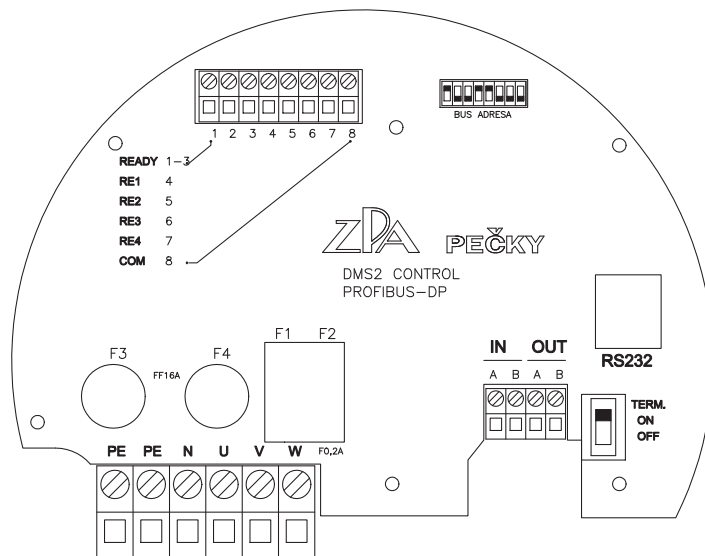 BUS ADRESA
1 2 3 4 5 6 7 8
READY 1-3
RE1 4
RE2 5
RE3 6
RE4 7
COM 8
ZPA PEČKY
DMS2 CONTROL
PROFIBUS-DP
F1 F2
F3 F4
FF16A
IN OUT
A B A B
RS232
TERM.
ON
OFF
PE PE N U V W
F0,2A